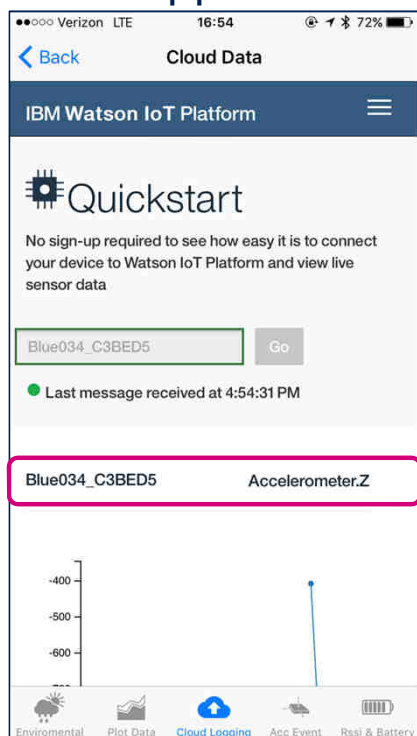 ●●○○○ Verizon LTE 16:54 72%
Back Cloud Data
IBM Watson IoT Platform
Quickstart
No sign-up required to see how easy it is to connect
your device to Watson IoT Platform and view live
sensor data
Blue034_C3BED5 Go
Last message received at 4:54:31 PM
Blue034_C3BED5 Accelerometer.Z
-400
-500
-600
Enviromental Plot Data Cloud Logging Acc Event Rssi & Battery